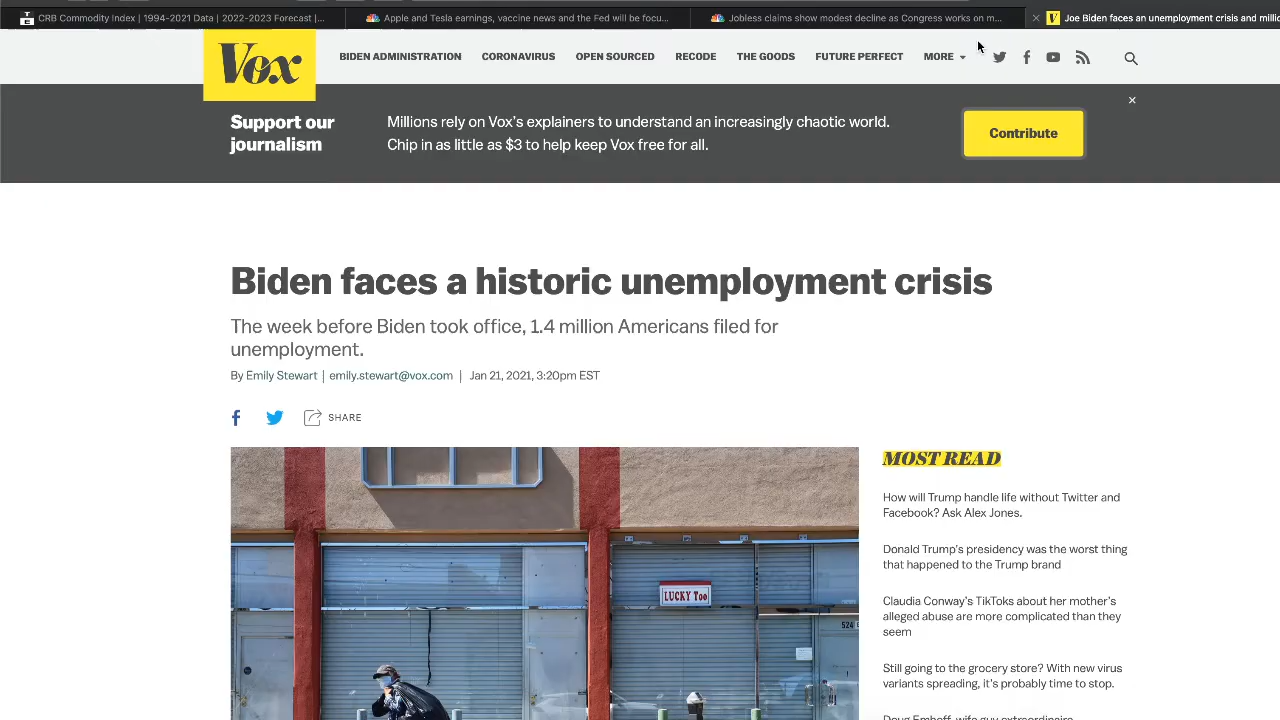 CRB Commodity Index | 1994-2021 Data | 2022-2023 Forecast |...
Apple and Tesla earnings, vaccine news and the Fed will be focu...
Jobless claims show modest decline as Congress works on m...
Joe Biden faces an unemployment crisis and millio
Vox
BIDEN ADMINISTRATION
CORONAVIRUS
OPEN SOURCED
RECODE
THE GOODS
FUTURE PERFECT
MORE
Support our
journalism
Millions rely on Vox's explainers to understand an increasingly chaotic world.
Chip in as little as $3 to help keep Vox free for all.
Contribute
Biden faces a historic unemployment crisis
The week before Biden took office, 1.4 million Americans filed for
unemployment.
By Emily Stewart | emily.stewart@vox.com | Jan 21, 2021, 3:20pm EST
SHARE
LUCKY Too
524
MOST READ
How will Trump handle life without Twitter and
Facebook? Ask Alex Jones.
Donald Trump's presidency was the worst thing
that happened to the Trump brand
Claudia Conway's TikToks about her mother's
alleged abuse are more complicated than they
seem
Still going to the grocery store? With new virus
variants spreading, it's probably time to stop.
Doug Emhoff, wife guy extraordinaire